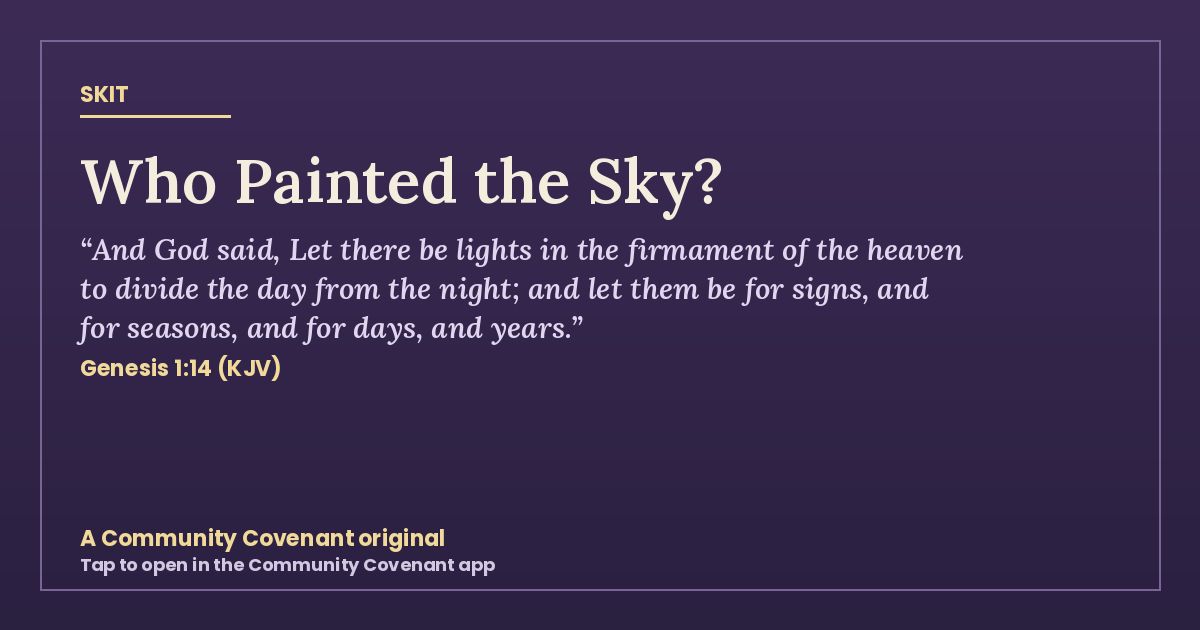 SKIT
Who Painted the Sky?
“And God said, Let there be lights in the firmament of the heaven
to divide the day from the night; and let them be for signs, and
for seasons, and for days, and years.”
Genesis 1:14 (KJV)
A Community Covenant original
Tap to open in the Community Covenant app